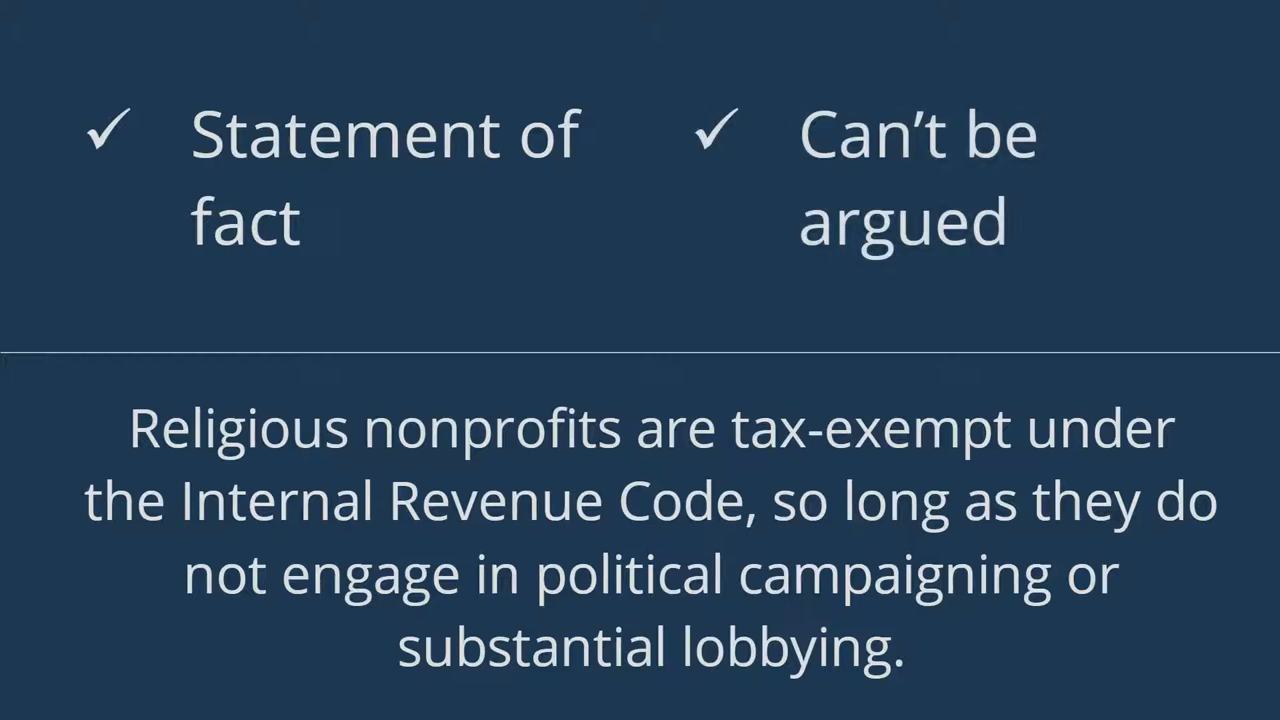 ✓ Statement of
fact
✓ Can’t be
argued
Religious nonprofits are tax-exempt under
the Internal Revenue Code, so long as they do
not engage in political campaigning or
substantial lobbying.